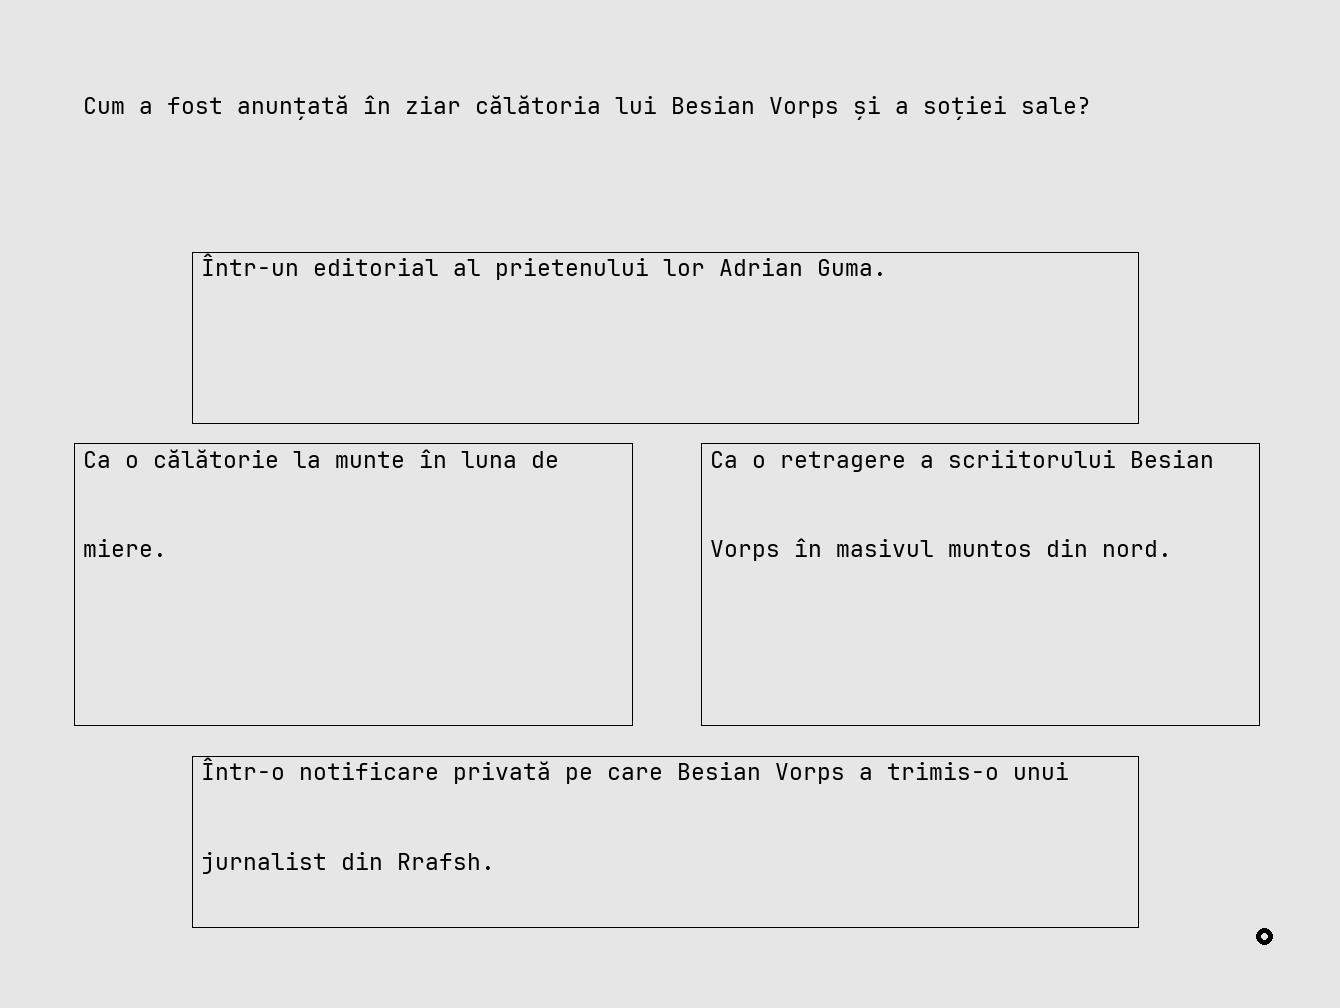 Cum a fost anunțată în ziar călătoria lui Besian Vorps și a soției sale?
Într-un editorial al prietenului lor Adrian Guma.
Ca o călătorie la munte în luna de
miere.
Ca o retragere a scriitorului Besian
Vorps în masivul muntos din nord.
Într-o notificare privată pe care Besian Vorps a trimis-o unui
jurnalist din Rrafsh.